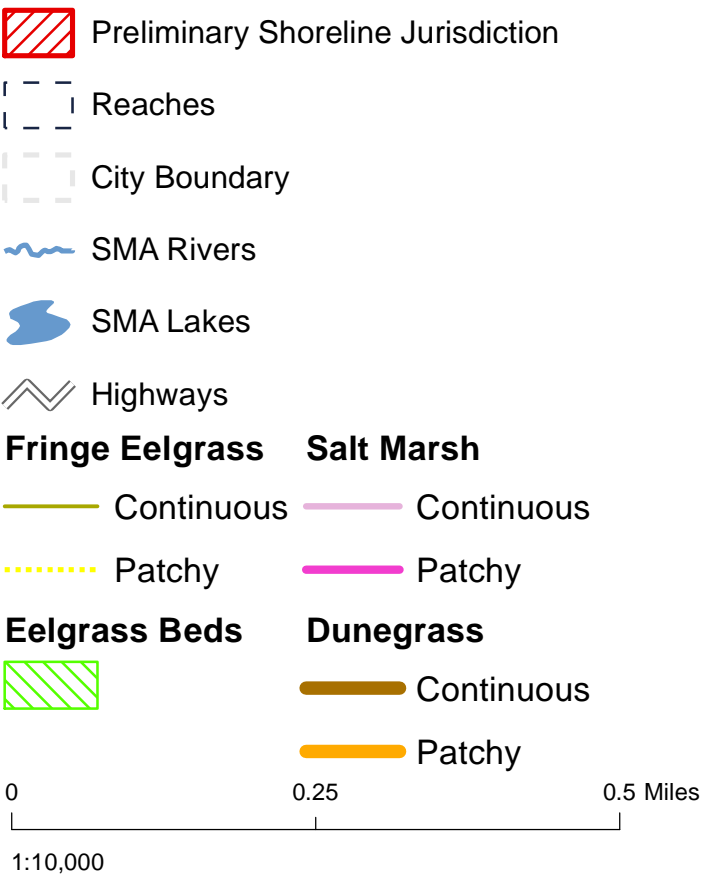 Preliminary Shoreline Jurisdiction
Reaches
City Boundary
SMA Rivers
SMA Lakes
Highways
Fringe Eelgrass Salt Marsh
Continuous Continuous
Patchy Patchy
Eelgrass Beds Dunegrass
Continuous
Patchy
0 0.25 0.5 Miles
1:10,000